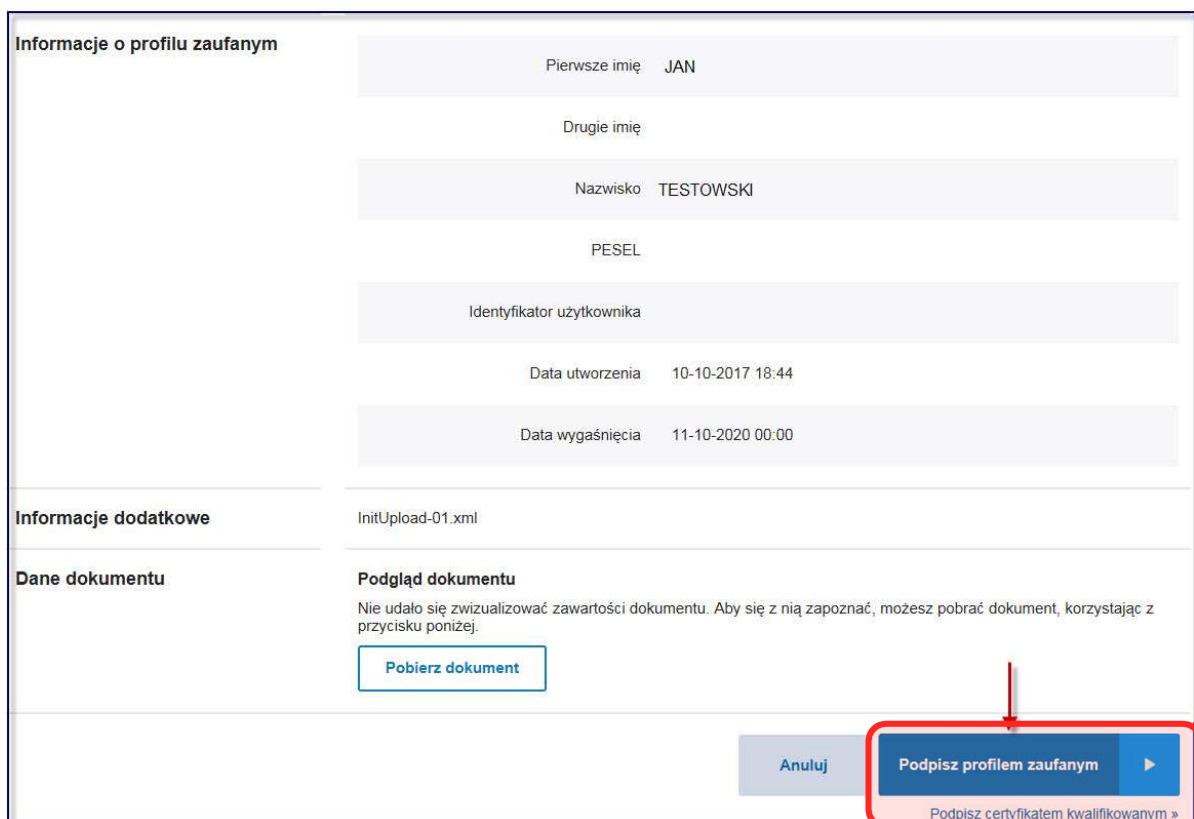 Informacje o profilu zaufanym
Pierwsze imię JAN
Drugie imię
Nazwisko TESTOWSKI
PESEL
Identyfikator użytkownika
Data utworzenia 10-10-2017 18:44
Data wygaśnięcia 11-10-2020 00:00
Informacje dodatkowe InitUpload-01.xml
Dane dokumentu Podgląd dokumentu
Nie udało się zwizualizować zawartości dokumentu. Aby się z nią zapoznać, możesz pobrać dokument, korzystając z
przycisku poniżej.
Pobierz dokument
Anuluj Podpisz profilem zaufanym
Podpisz certyfikatem kwalifikowanym »